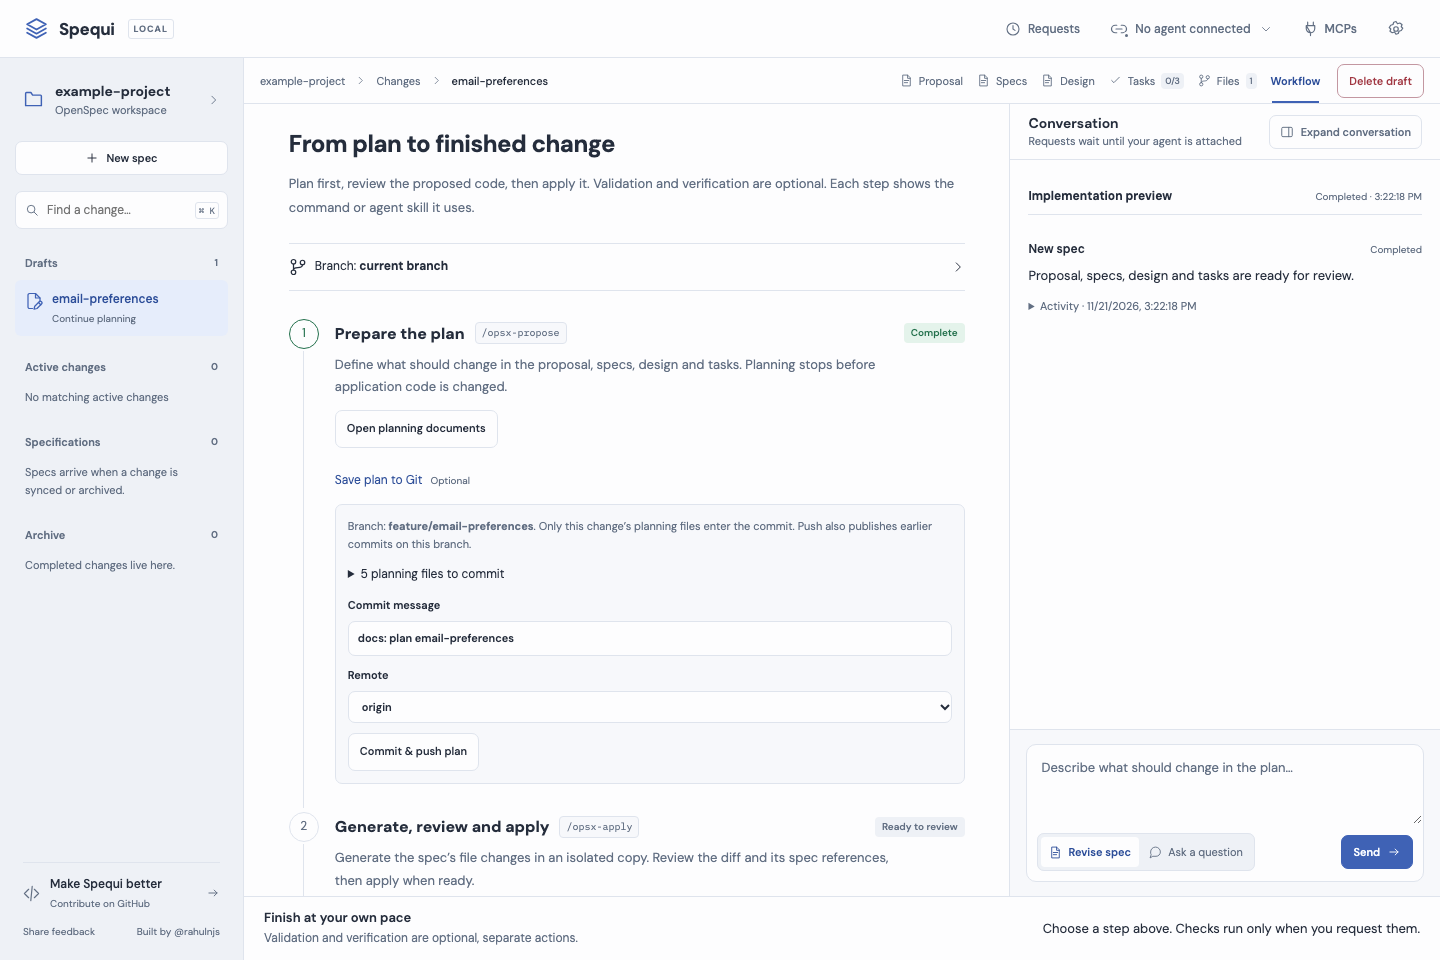 Spequi LOCAL
Requests
No agent connected
MCPs
example-project
OpenSpec workspace
New spec
Find a change… ⌘ K
Drafts 1
email-preferences
Continue planning
Active changes 0
No matching active changes
Specifications 0
Specs arrive when a change is
synced or archived.
Archive 0
Completed changes live here.
Make Spequi better
Contribute on GitHub
Share feedback Built by @rahulnjs
example-project Changes email-preferences
Proposal Specs Design Tasks 0/3 Files 1 Workflow Delete draft
From plan to finished change
Plan first, review the proposed code, then apply it. Validation and verification are optional. Each step shows the
command or agent skill it uses.
Branch: current branch
1 Prepare the plan /opsx-propose Complete
Define what should change in the proposal, specs, design and tasks. Planning stops before
application code is changed.
Open planning documents
Save plan to Git Optional
Branch: feature/email-preferences. Only this change’s planning files enter the commit. Push also publishes earlier
commits on this branch.
5 planning files to commit
Commit message
docs: plan email-preferences
Remote
origin
Commit & push plan
2 Generate, review and apply /opsx-apply Ready to review
Generate the spec’s file changes in an isolated copy. Review the diff and its spec references,
then apply when ready.
Conversation
Requests wait until your agent is attached
Expand conversation
Implementation preview Completed · 3:22:18 PM
New spec Completed
Proposal, specs, design and tasks are ready for review.
Activity · 11/21/2026, 3:22:18 PM
Describe what should change in the plan…
Revise spec Ask a question Send
Finish at your own pace
Validation and verification are optional, separate actions.
Choose a step above. Checks run only when you request them.